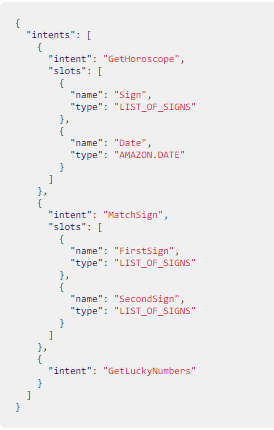 {
  "intents": [
    {
      "intent": "GetHoroscope",
      "slots": [
        {
          "name": "Sign",
          "type": "LIST_OF_SIGNS"
        },
        {
          "name": "Date",
          "type": "AMAZON.DATE"
        }
      ]
    },
    {
      "intent": "MatchSign",
      "slots": [
        {
          "name": "FirstSign",
          "type": "LIST_OF_SIGNS"
        },
        {
          "name": "SecondSign",
          "type": "LIST_OF_SIGNS"
        }
      ]
    },
    {
      "intent": "GetLuckyNumbers"
    }
  ]
}